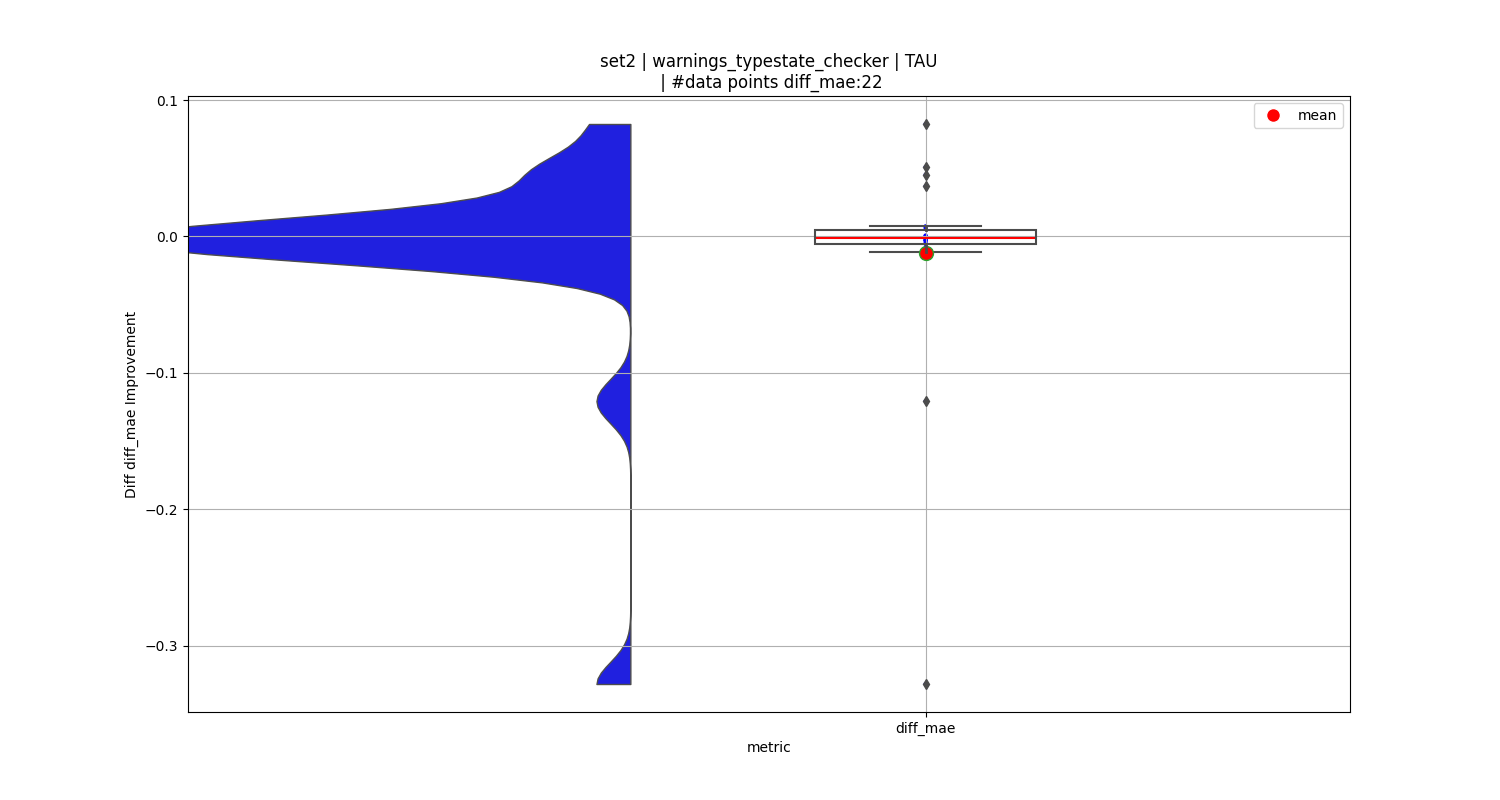 set2 | warnings_typestate_checker | TAU
| #data points diff_mae:22
mean
0.1
0.0
−0.1
−0.2
−0.3
Diff diff_mae Improvement
diff_mae
metric